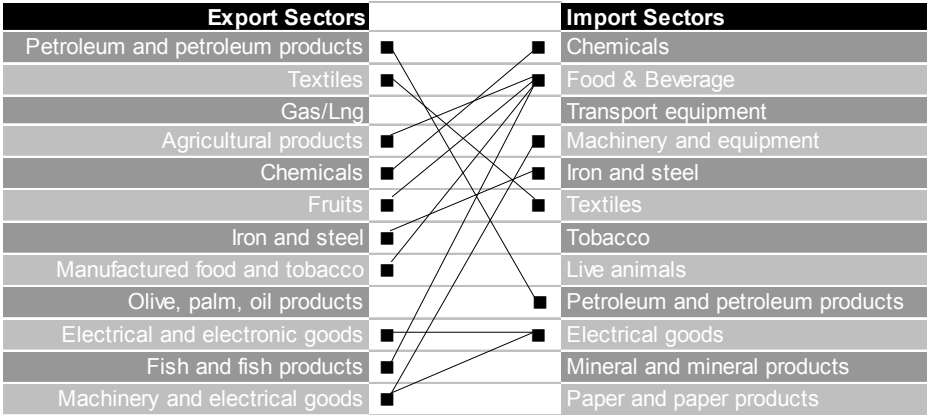 Export Sectors Import Sectors
Petroleum and petroleum products Chemicals
Textiles Food & Beverage
Gas/Lng Transport equipment
Agricultural products Machinery and equipment
Chemicals Iron and steel
Fruits Textiles
Iron and steel Tobacco
Manufactured food and tobacco Live animals
Olive, palm, oil products Petroleum and petroleum products
Electrical and electronic goods Electrical goods
Fish and fish products Mineral and mineral products
Machinery and electrical goods Paper and paper products